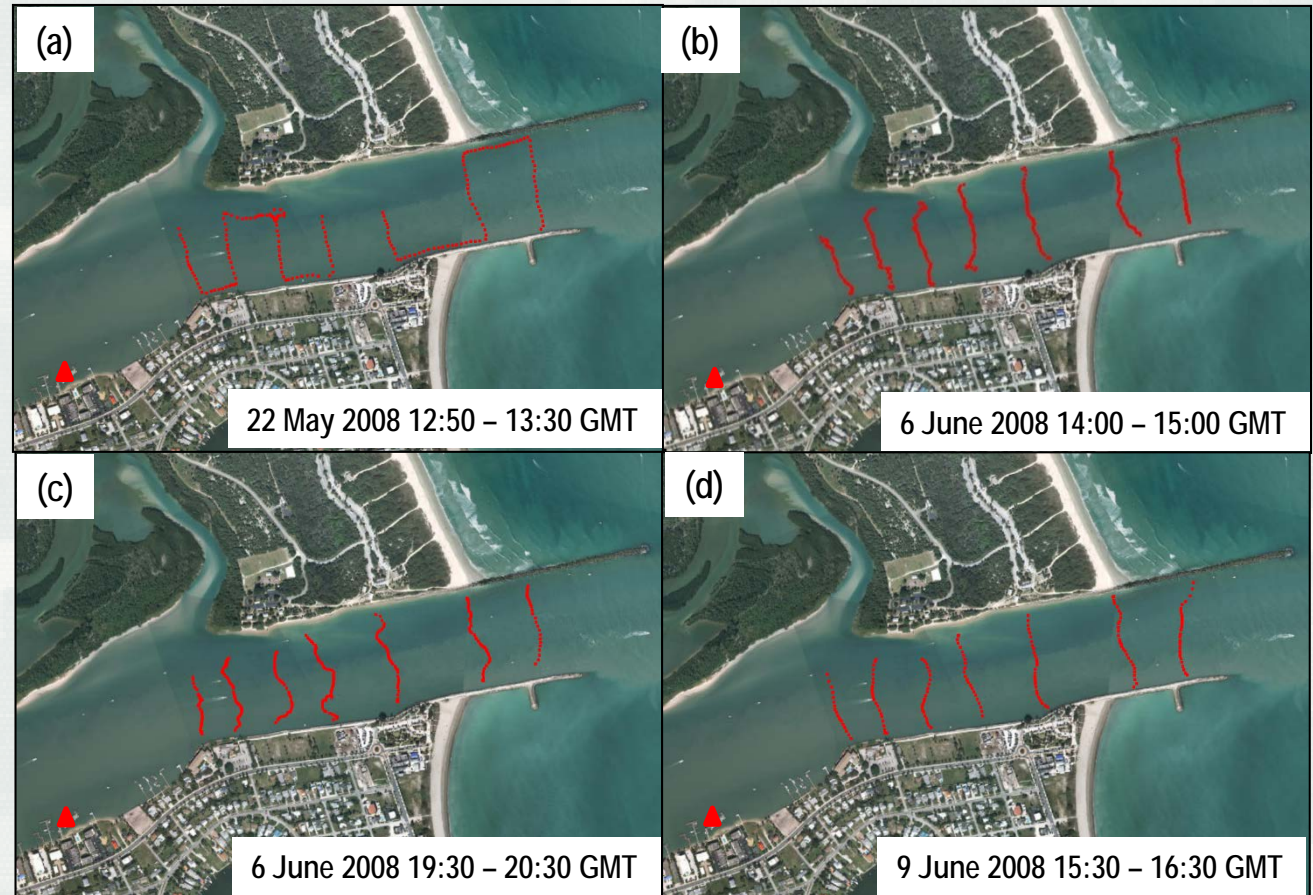 (a)
22 May 2008 12:50 – 13:30 GMT
(b)
6 June 2008 14:00 – 15:00 GMT
(c)
6 June 2008 19:30 – 20:30 GMT
(d)
9 June 2008 15:30 – 16:30 GMT